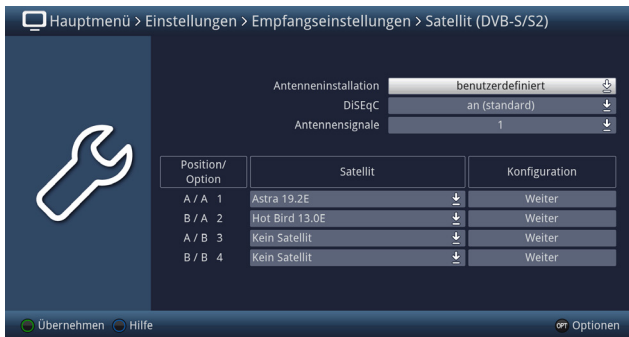 Hauptmenü > Einstellungen > Empfangseinstellungen > Satellit (DVB-S/S2)
Antenneninstallation benutzerdefiniert
DiSEqC an (standard)
Antennensignale 1
Position/ Option Satellit Konfiguration
A / A 1 Astra 19.2E Weiter
B / A 2 Hot Bird 13.0E Weiter
A / B 3 Kein Satellit Weiter
B / B 4 Kein Satellit Weiter
Übernehmen Hilfe OPT Optionen